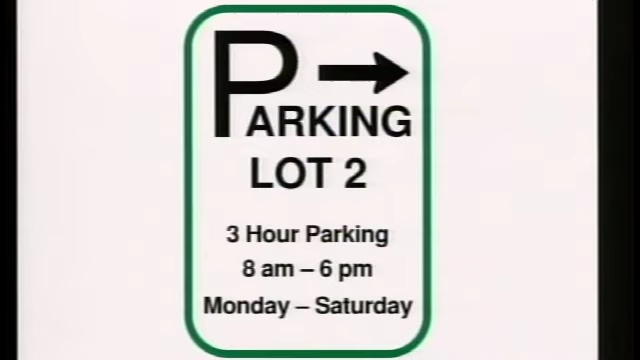 PARKING
LOT 2
3 Hour Parking
8 am – 6 pm
Monday – Saturday